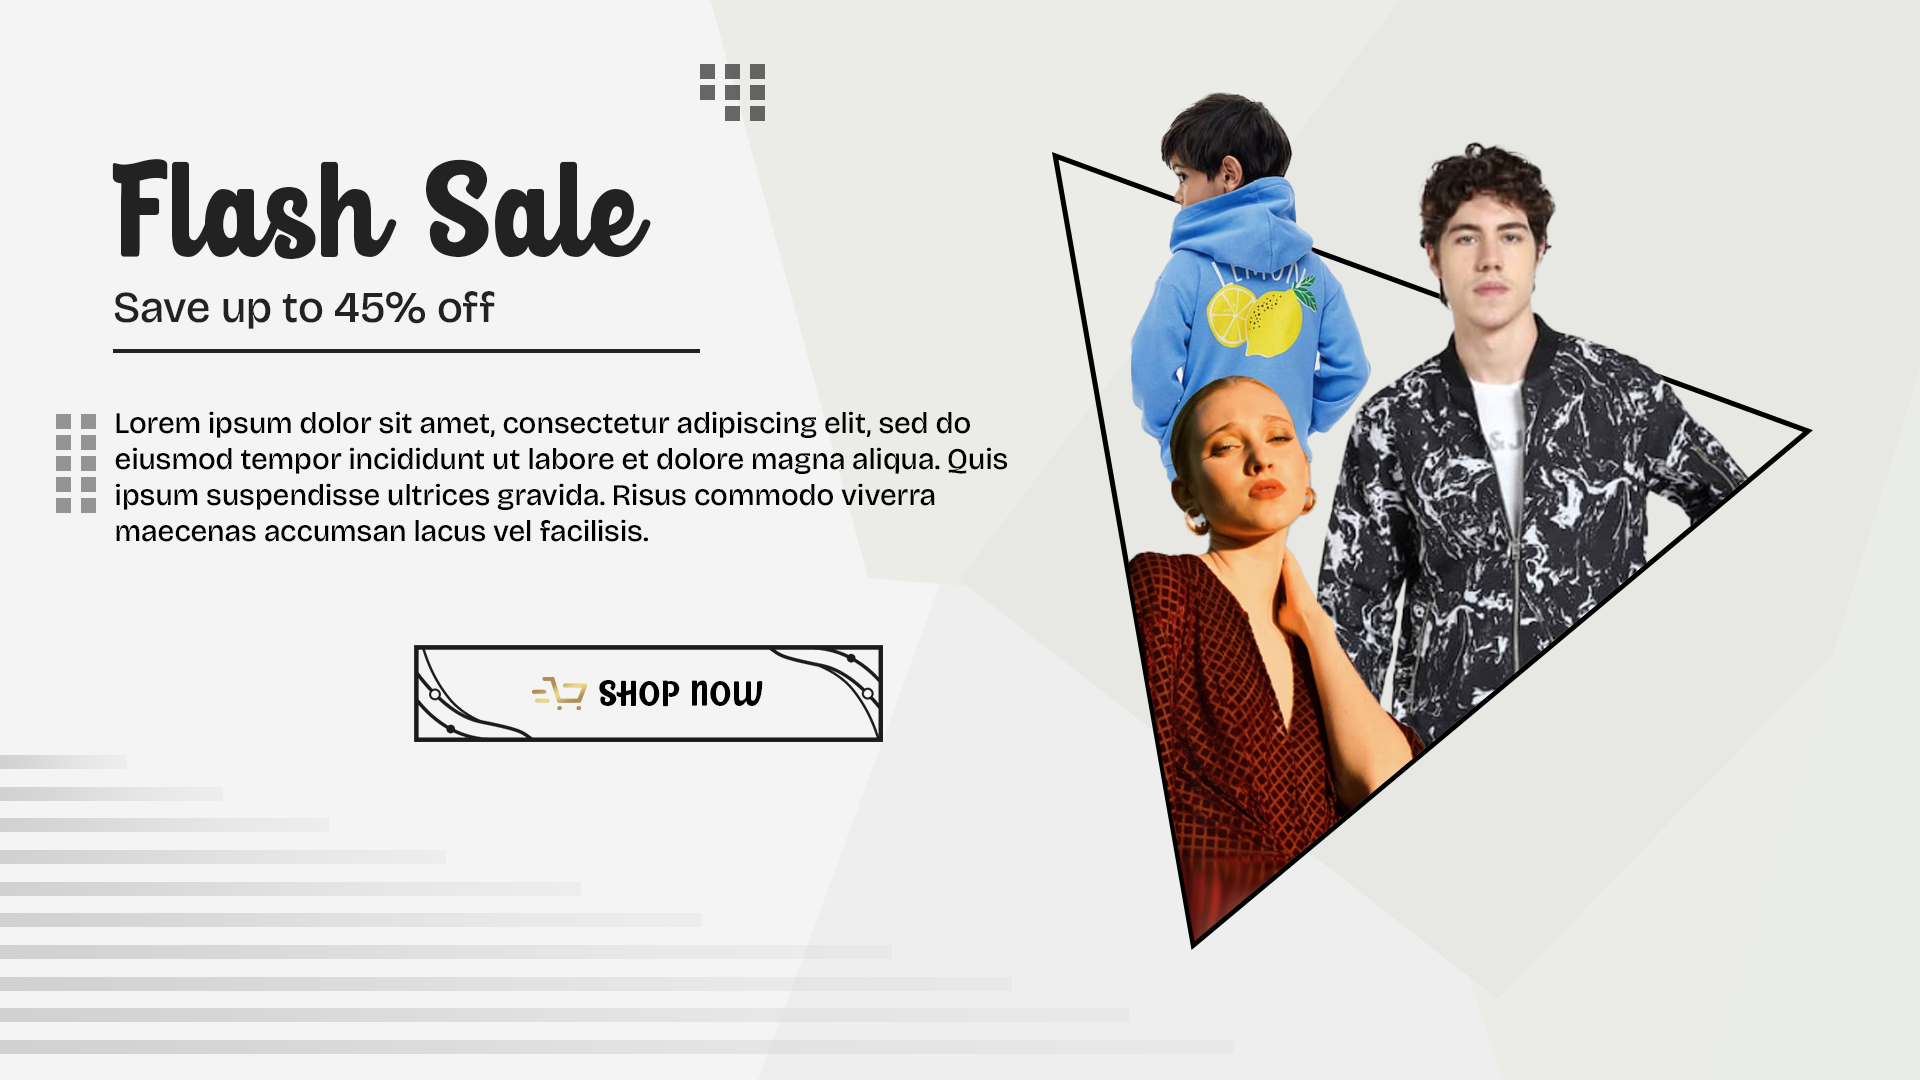 Flash Sale
Save up to 45% off
Lorem ipsum dolor sit amet, consectetur adipiscing elit, sed do
eiusmod tempor incididunt ut labore et dolore magna aliqua. Quis
ipsum suspendisse ultrices gravida. Risus commodo viverra
maecenas accumsan lacus vel facilisis.
SHOP NOW
LEMON
& J